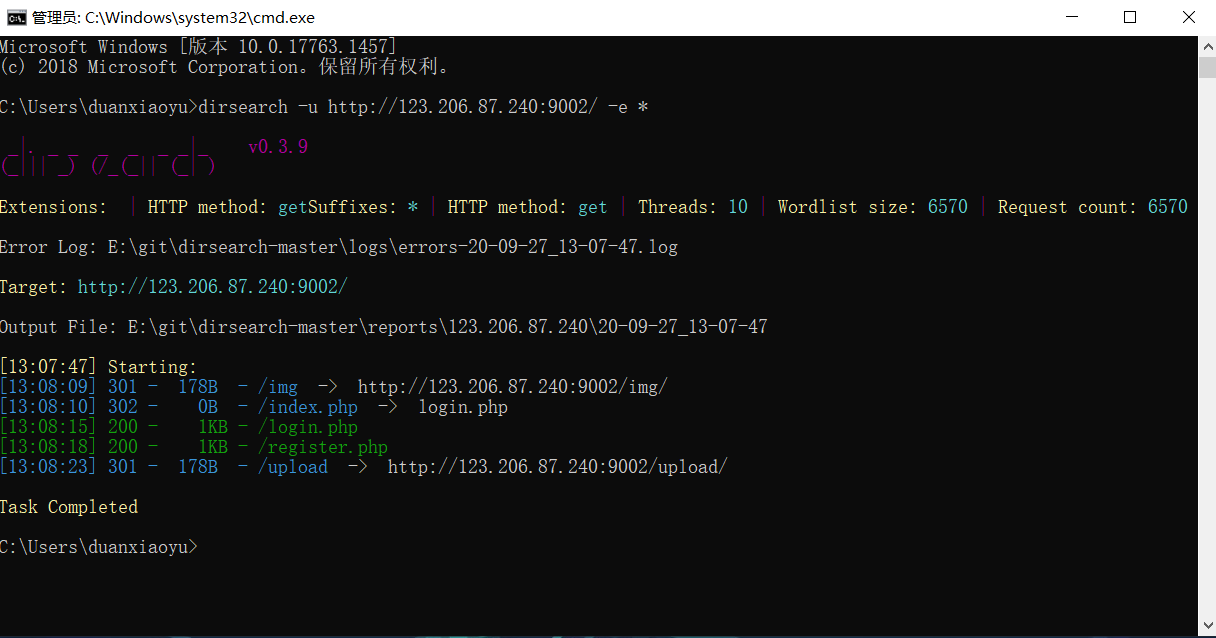 管理员: C:\Windows\system32\cmd.exe
Microsoft Windows [版本 10.0.17763.1457]
(c) 2018 Microsoft Corporation。保留所有权利。
C:\Users\duanxiaoyu>dirsearch -u http://123.206.87.240:9002/ -e *
dirsearch v0.3.9
Extensions: | HTTP method: getSuffixes: * | HTTP method: get | Threads: 10 | Wordlist size: 6570 | Request count: 6570
Error Log: E:\git\dirsearch-master\logs\errors-20-09-27_13-07-47.log
Target: http://123.206.87.240:9002/
Output File: E:\git\dirsearch-master\reports\123.206.87.240\20-09-27_13-07-47
[13:07:47] Starting:
[13:08:09] 301 -  178B  - /img  ->  http://123.206.87.240:9002/img/
[13:08:10] 302 -    0B  - /index.php  ->  login.php
[13:08:15] 200 -    1KB - /login.php
[13:08:18] 200 -    1KB - /register.php
[13:08:23] 301 -  178B  - /upload  ->  http://123.206.87.240:9002/upload/
Task Completed
C:\Users\duanxiaoyu>